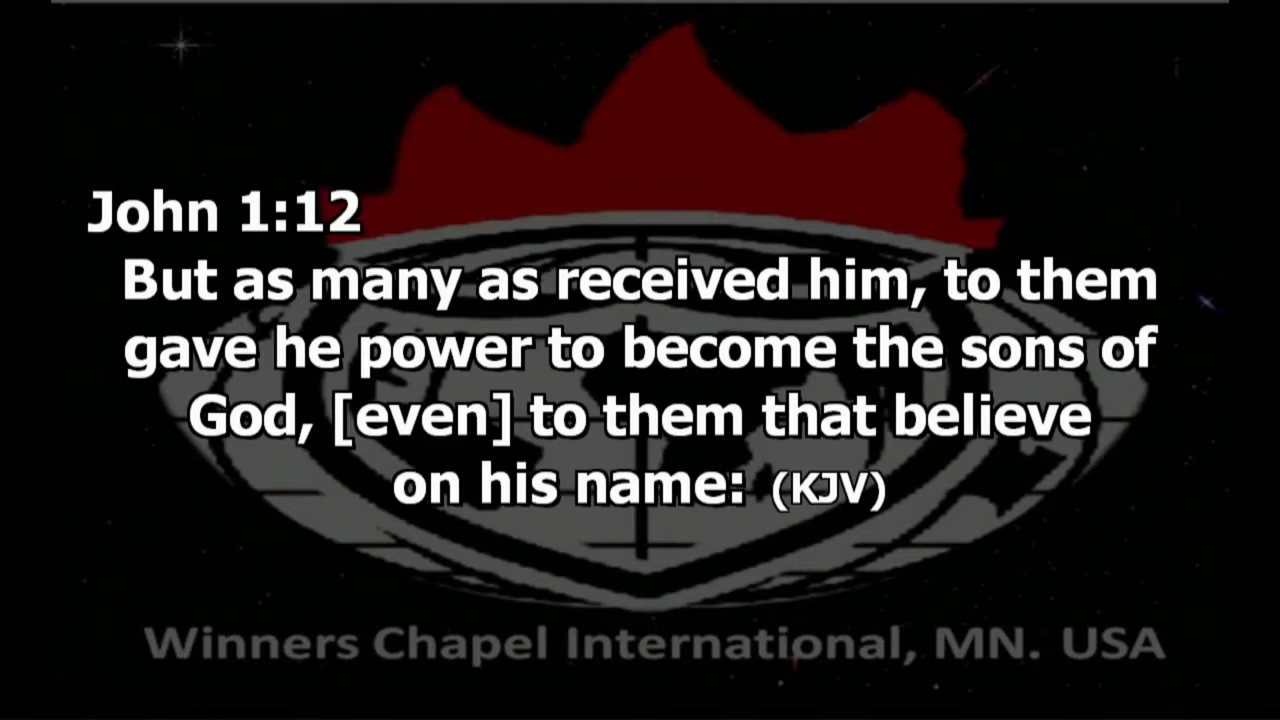 John 1:12
But as many as received him, to them
gave he power to become the sons of
God, [even] to them that believe
on his name: (KJV)
Winners Chapel International, MN. USA